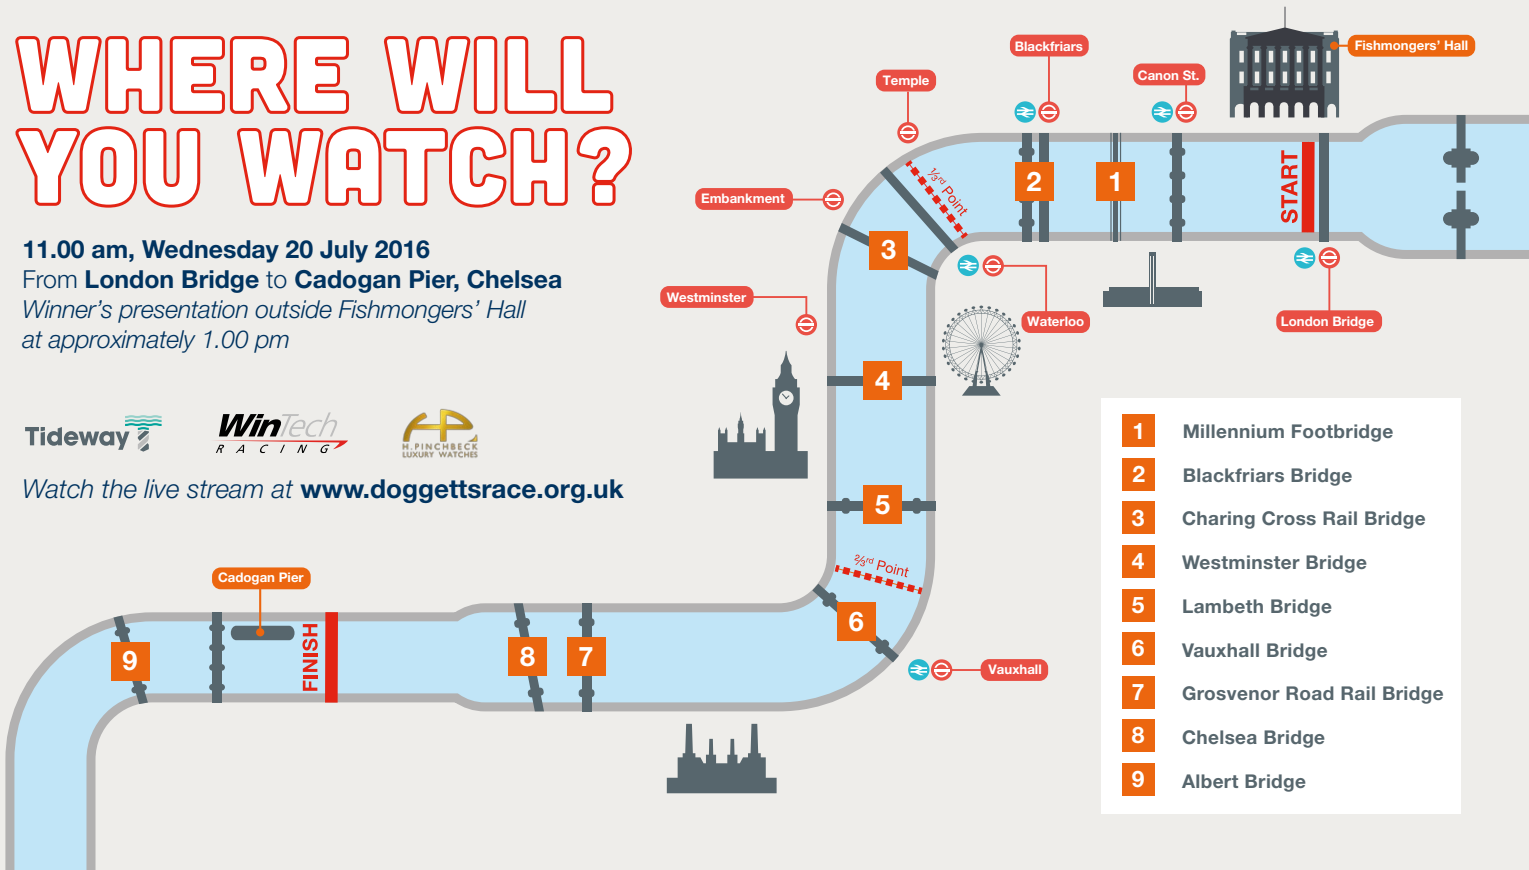 WHERE WILL
YOU WATCH?
11.00 am, Wednesday 20 July 2016
From London Bridge to Cadogan Pier, Chelsea
Winner's presentation outside Fishmongers' Hall
at approximately 1.00 pm
Tideway
WinTech
RACING
HP
H.PINCHBECK
LUXURY WATCHES
Watch the live stream at www.doggettsrace.org.uk
Fishmongers' Hall
Blackfriars
Canon St.
Temple
Embankment
Westminster
Waterloo
London Bridge
START
1
2
⅓rd Point
3
4
5
⅔rd Point
6
Vauxhall
7
8
FINISH
Cadogan Pier
9
1 Millennium Footbridge
2 Blackfriars Bridge
3 Charing Cross Rail Bridge
4 Westminster Bridge
5 Lambeth Bridge
6 Vauxhall Bridge
7 Grosvenor Road Rail Bridge
8 Chelsea Bridge
9 Albert Bridge